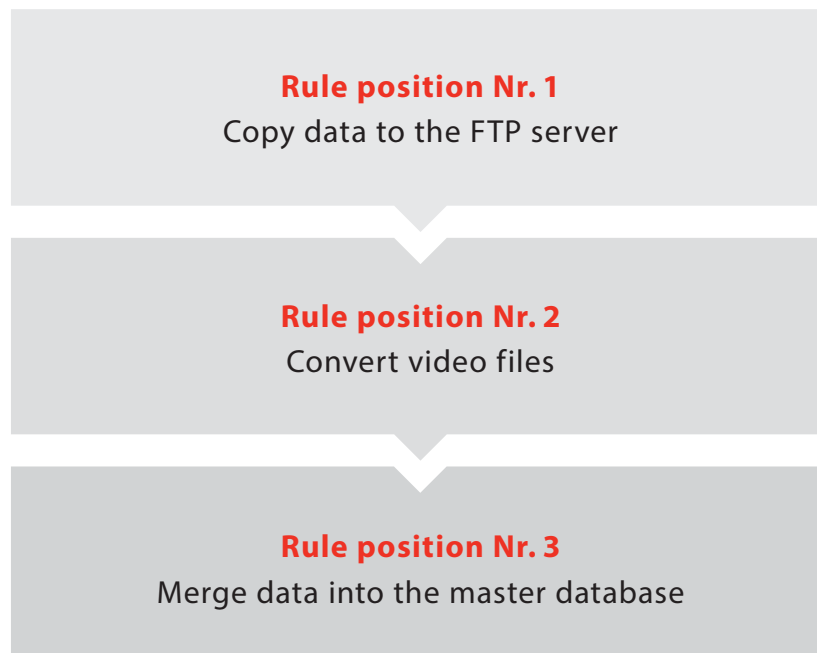 Rule position Nr. 1
Copy data to the FTP server
Rule position Nr. 2
Convert video files
Rule position Nr. 3
Merge data into the master database